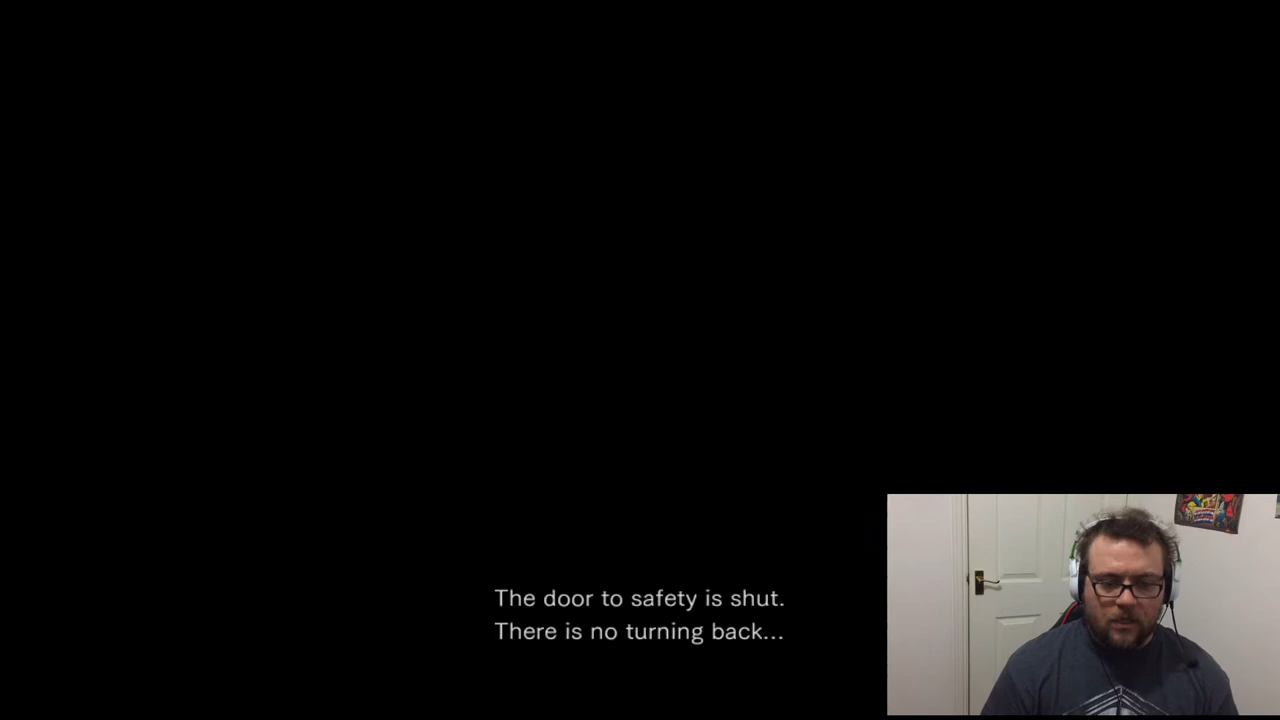 The door to safety is shut.
There is no turning back...